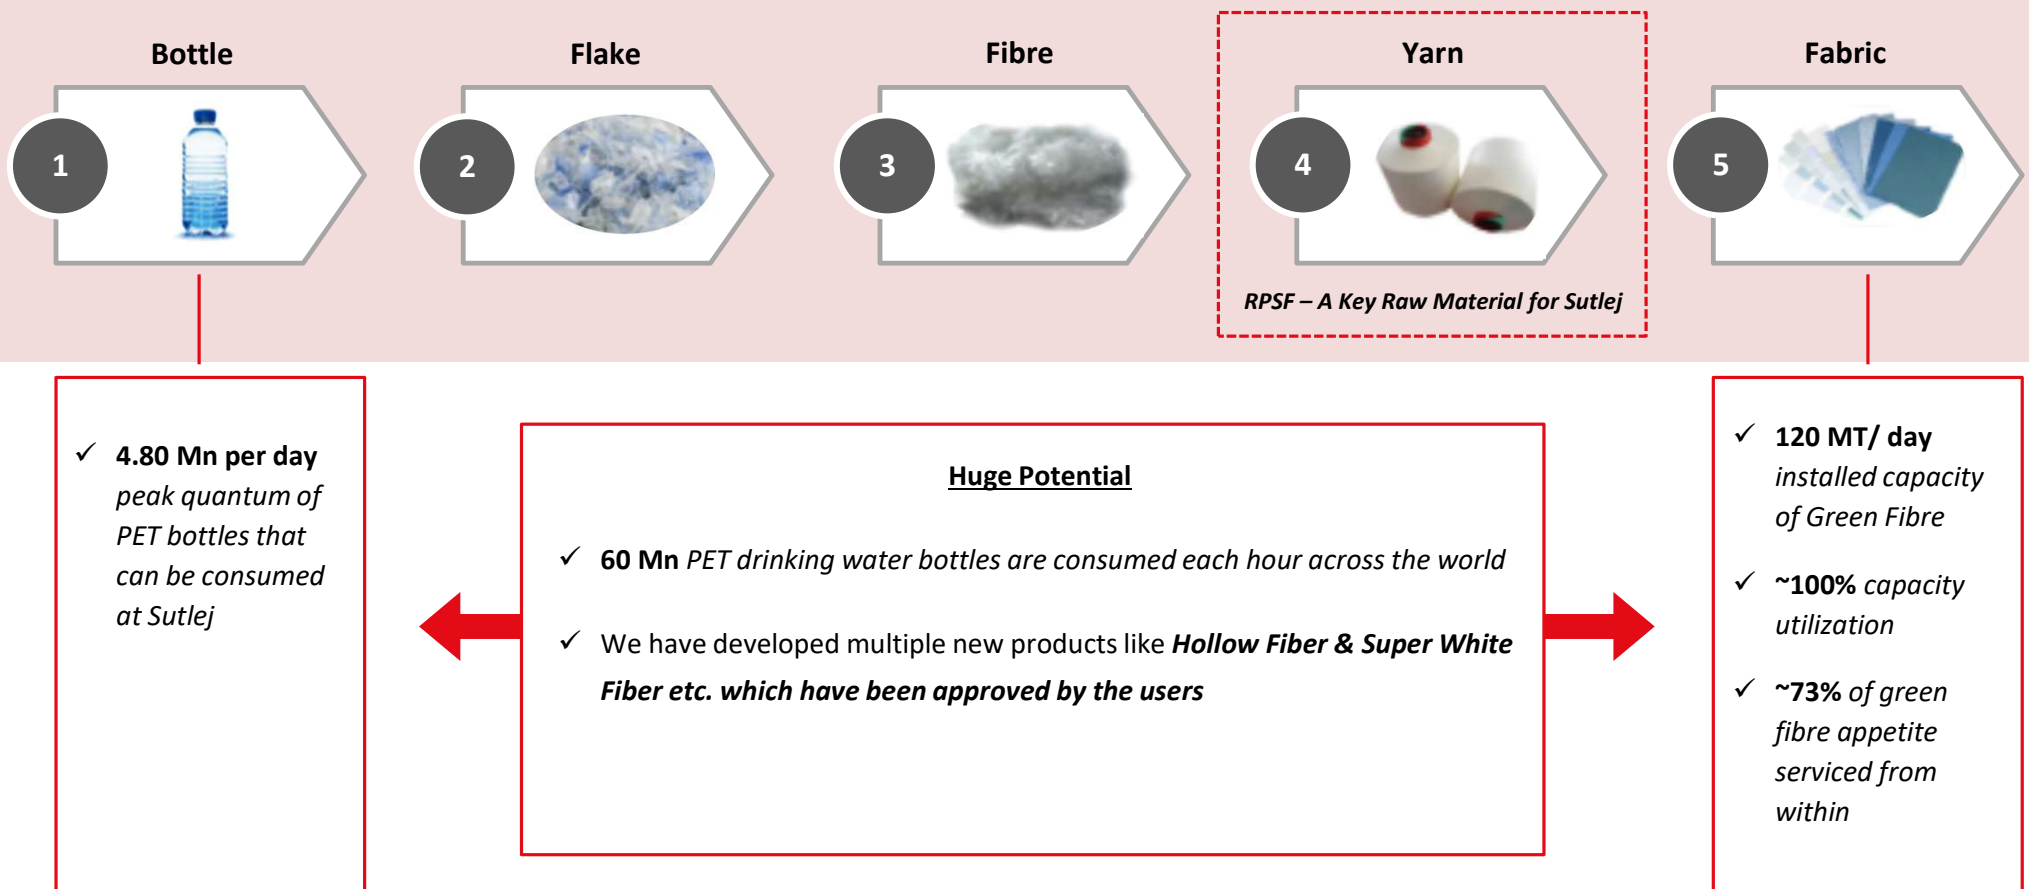 Bottle
Flake
Fibre
Yarn
Fabric
1
2
3
4
5
RPSF – A Key Raw Material for Sutlej
✓ 4.80 Mn per day
peak quantum of
PET bottles that
can be consumed
at Sutlej
Huge Potential
✓ 60 Mn PET drinking water bottles are consumed each hour across the world
✓ We have developed multiple new products like Hollow Fiber & Super White
Fiber etc. which have been approved by the users
✓ 120 MT/ day
installed capacity
of Green Fibre
✓ ~100% capacity
utilization
✓ ~73% of green
fibre appetite
serviced from
within